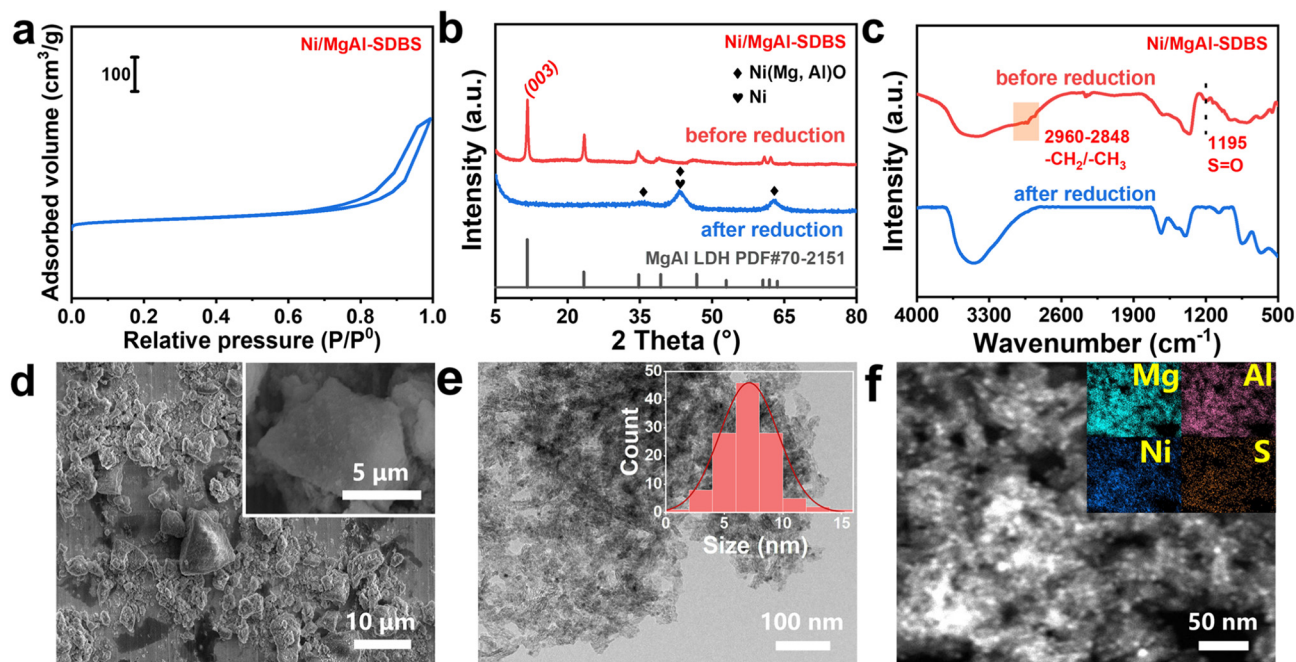 a
Ni/MgAl-SDBS
100
Adsorbed volume (cm³/g)
0.0 0.2 0.4 0.6 0.8 1.0
Relative pressure (P/P⁰)
b
Ni/MgAl-SDBS
(003)
♦ Ni(Mg, Al)O
♥ Ni
before reduction
after reduction
MgAl LDH PDF#70-2151
Intensity (a.u.)
5 20 35 50 65 80
2 Theta (°)
c
Ni/MgAl-SDBS
before reduction
2960-2848
-CH₂/-CH₃
1195
S=O
after reduction
Intensity (a.u.)
4000 3300 2600 1900 1200 500
Wavenumber (cm⁻¹)
d
5 μm
10 μm
e
50
40
30
20
10
0
Count
0 5 10 15
Size (nm)
100 nm
f
Mg Al
Ni S
50 nm